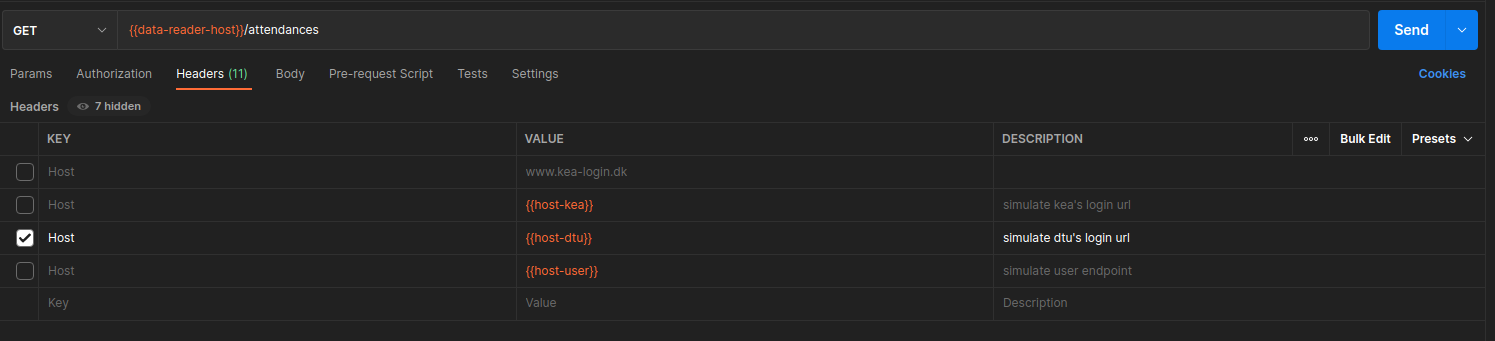 GET {{data-reader-host}}/attendances Send
Params Authorization Headers (11) Body Pre-request Script Tests Settings Cookies
Headers 7 hidden
KEY VALUE DESCRIPTION Bulk Edit Presets
Host www.kea-login.dk
Host {{host-kea}} simulate kea's login url
Host {{host-dtu}} simulate dtu's login url
Host {{host-user}} simulate user endpoint
Key Value Description